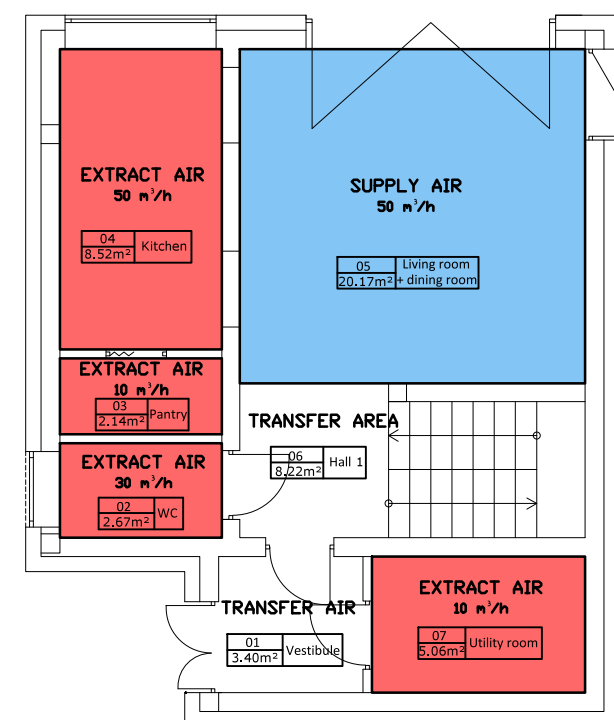 EXTRACT AIR
50 m³/h
04
8.52m²
Kitchen
SUPPLY AIR
50 m³/h
05
20.17m²
Living room
+ dining room
EXTRACT AIR
10 m³/h
03
2.14m²
Pantry
TRANSFER AREA
06
8.22m²
Hall 1
EXTRACT AIR
30 m³/h
02
2.67m²
WC
TRANSFER AIR
01
3.40m²
Vestibule
EXTRACT AIR
10 m³/h
07
5.06m²
Utility room